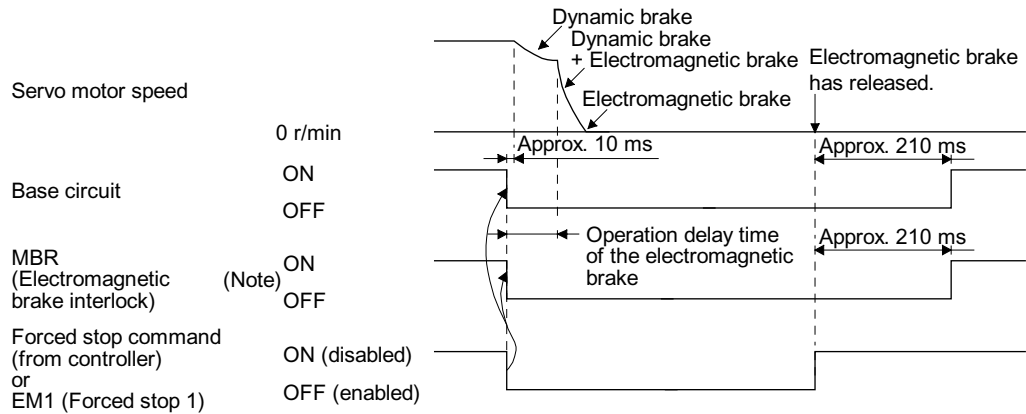 Dynamic brake
Dynamic brake
+ Electromagnetic brake
Electromagnetic brake
has released.
Servo motor speed
Electromagnetic brake
0 r/min
Approx. 10 ms
Approx. 210 ms
Base circuit
ON
OFF
Operation delay time
of the electromagnetic
brake
Approx. 210 ms
MBR
(Electromagnetic
brake interlock)
(Note)
ON
OFF
Forced stop command
(from controller)
or
EM1 (Forced stop 1)
ON (disabled)
OFF (enabled)